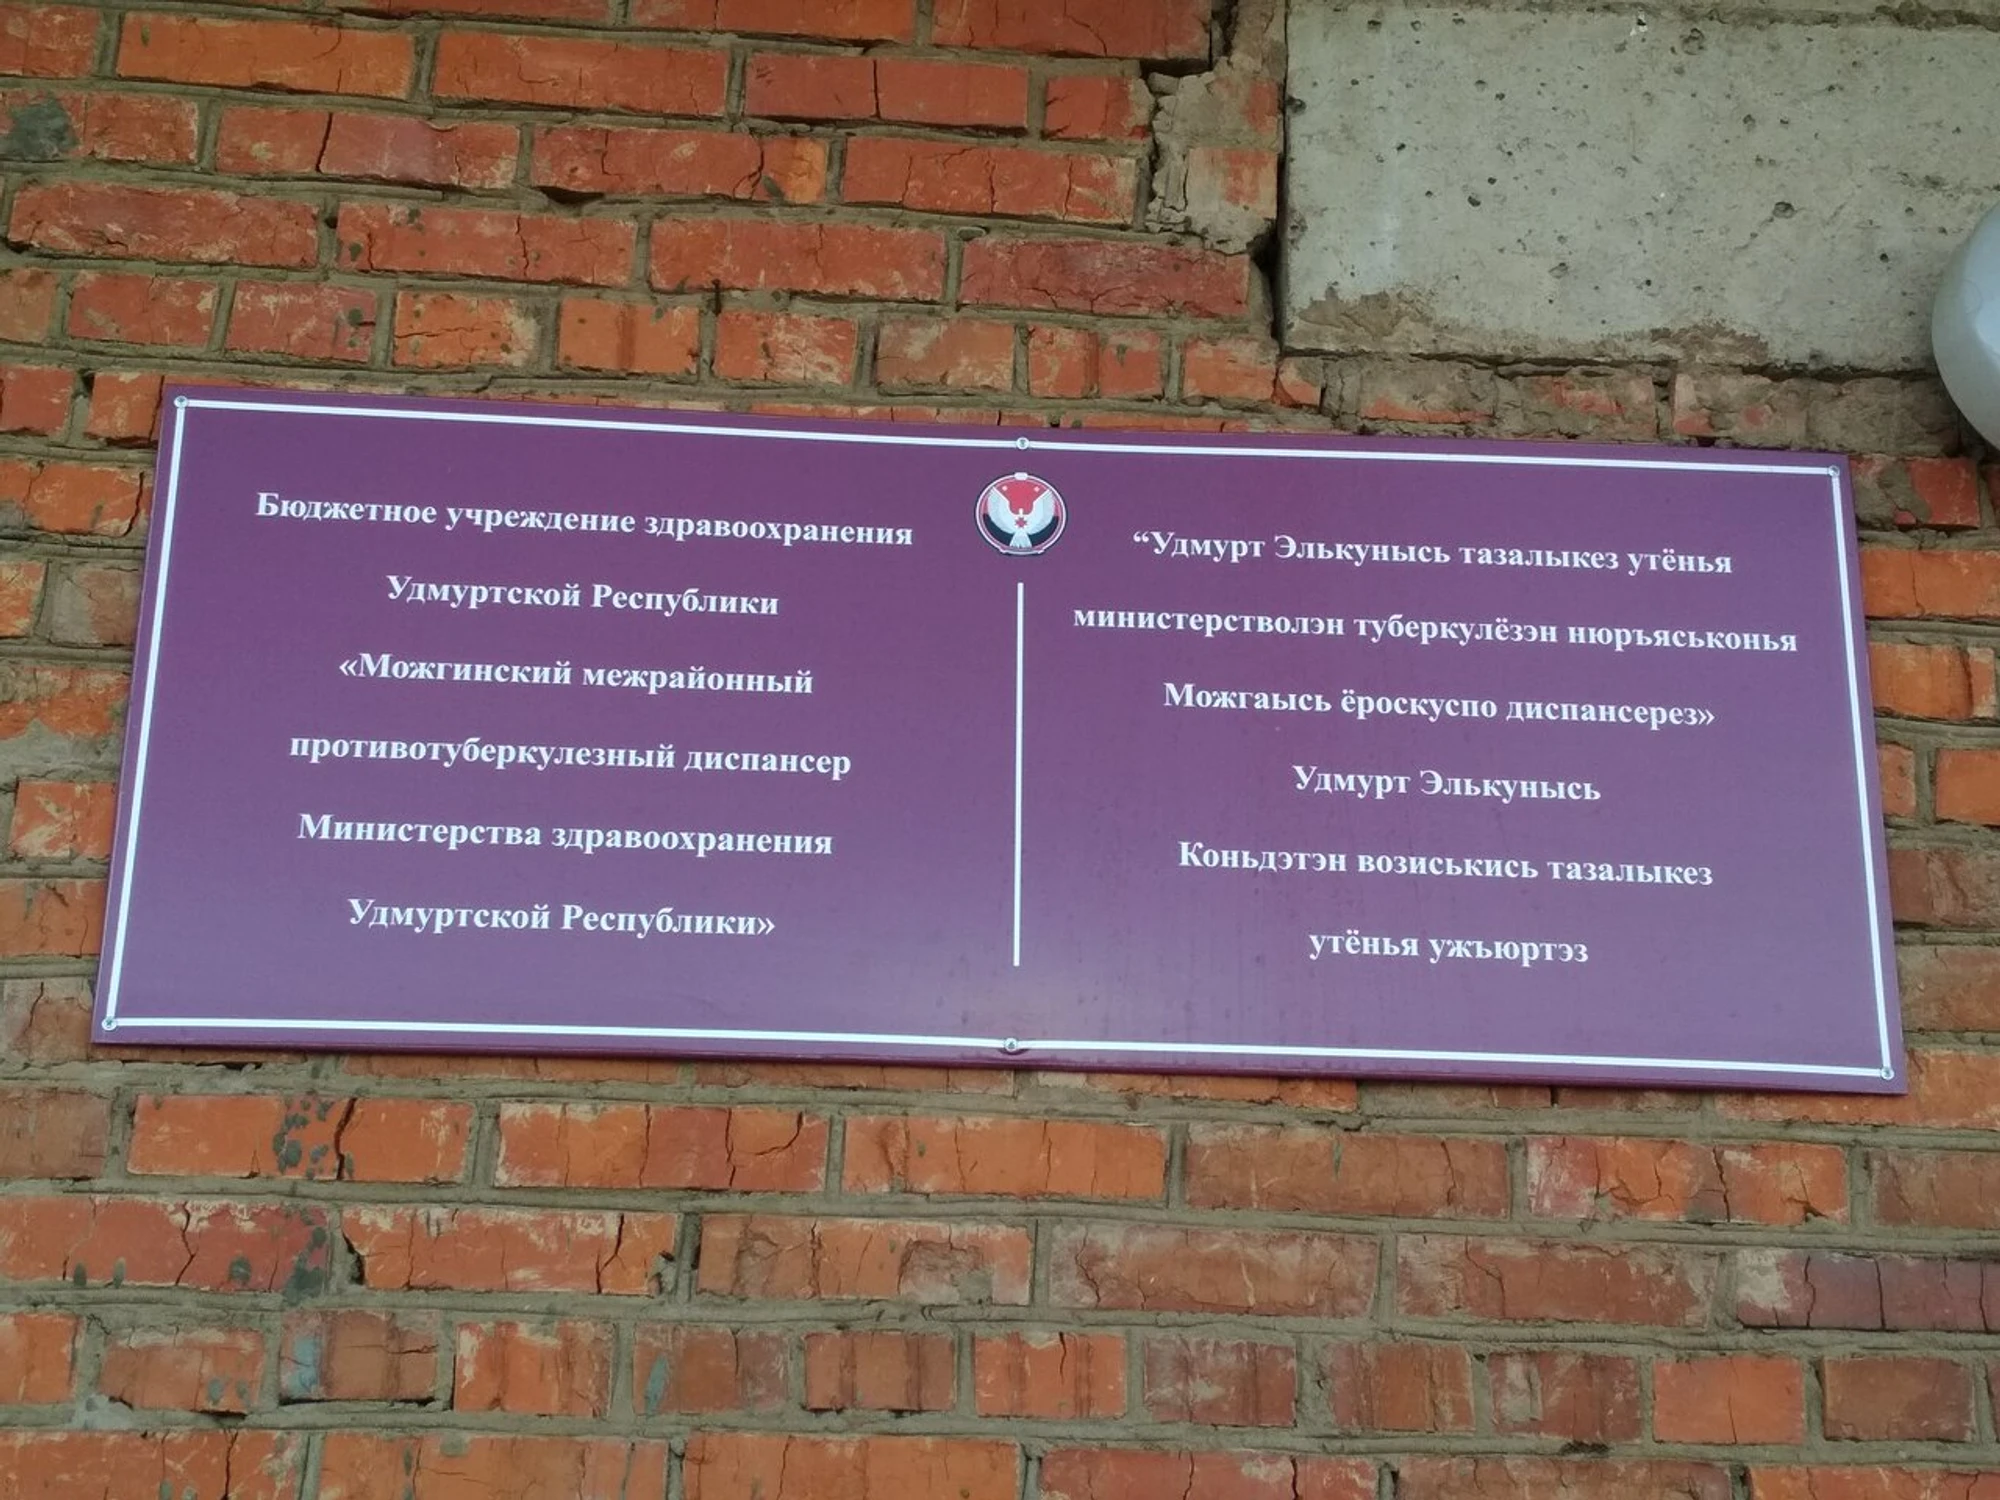 Бюджетное учреждение здравоохранения
Удмуртской Республики
«Можгинский межрайонный
противотуберкулезный диспансер
Министерства здравоохранения
Удмуртской Республики»
“Удмурт Элькунысь тазалыкез утёнья
министерстволэн туберкулёзэн нюръяськонья
Можгаысь ёроскуспо диспансерез»
Удмурт Элькунысь
Коньдэтэн возиськись тазалыкез
утёнья ужъюртэз